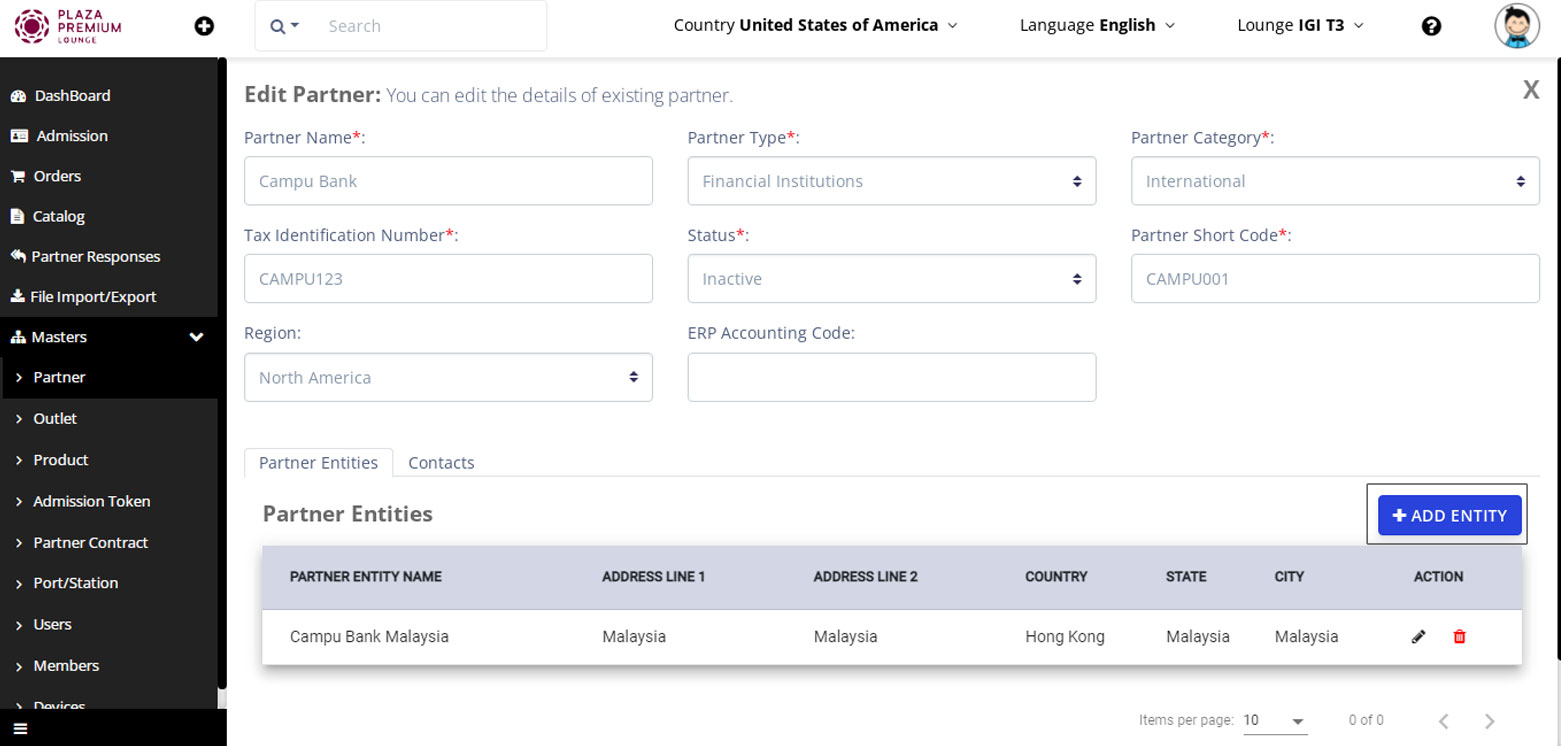 PLAZA
PREMIUM
LOUNGE
Search
Country United States of America
Language English
Lounge IGI T3
DashBoard
Admission
Orders
Catalog
Partner Responses
File Import/Export
Masters
Partner
Outlet
Product
Admission Token
Partner Contract
Port/Station
Users
Members
Devices
Edit Partner: You can edit the details of existing partner.
X
Partner Name*:
Partner Type*:
Partner Category*:
Campu Bank
Financial Institutions
International
Tax Identification Number*:
Status*:
Partner Short Code*:
CAMPU123
Inactive
CAMPU001
Region:
ERP Accounting Code:
North America
Partner Entities
Contacts
Partner Entities
+ ADD ENTITY
PARTNER ENTITY NAME ADDRESS LINE 1 ADDRESS LINE 2 COUNTRY STATE CITY ACTION
Campu Bank Malaysia Malaysia Malaysia Hong Kong Malaysia Malaysia
Items per page: 10 0 of 0